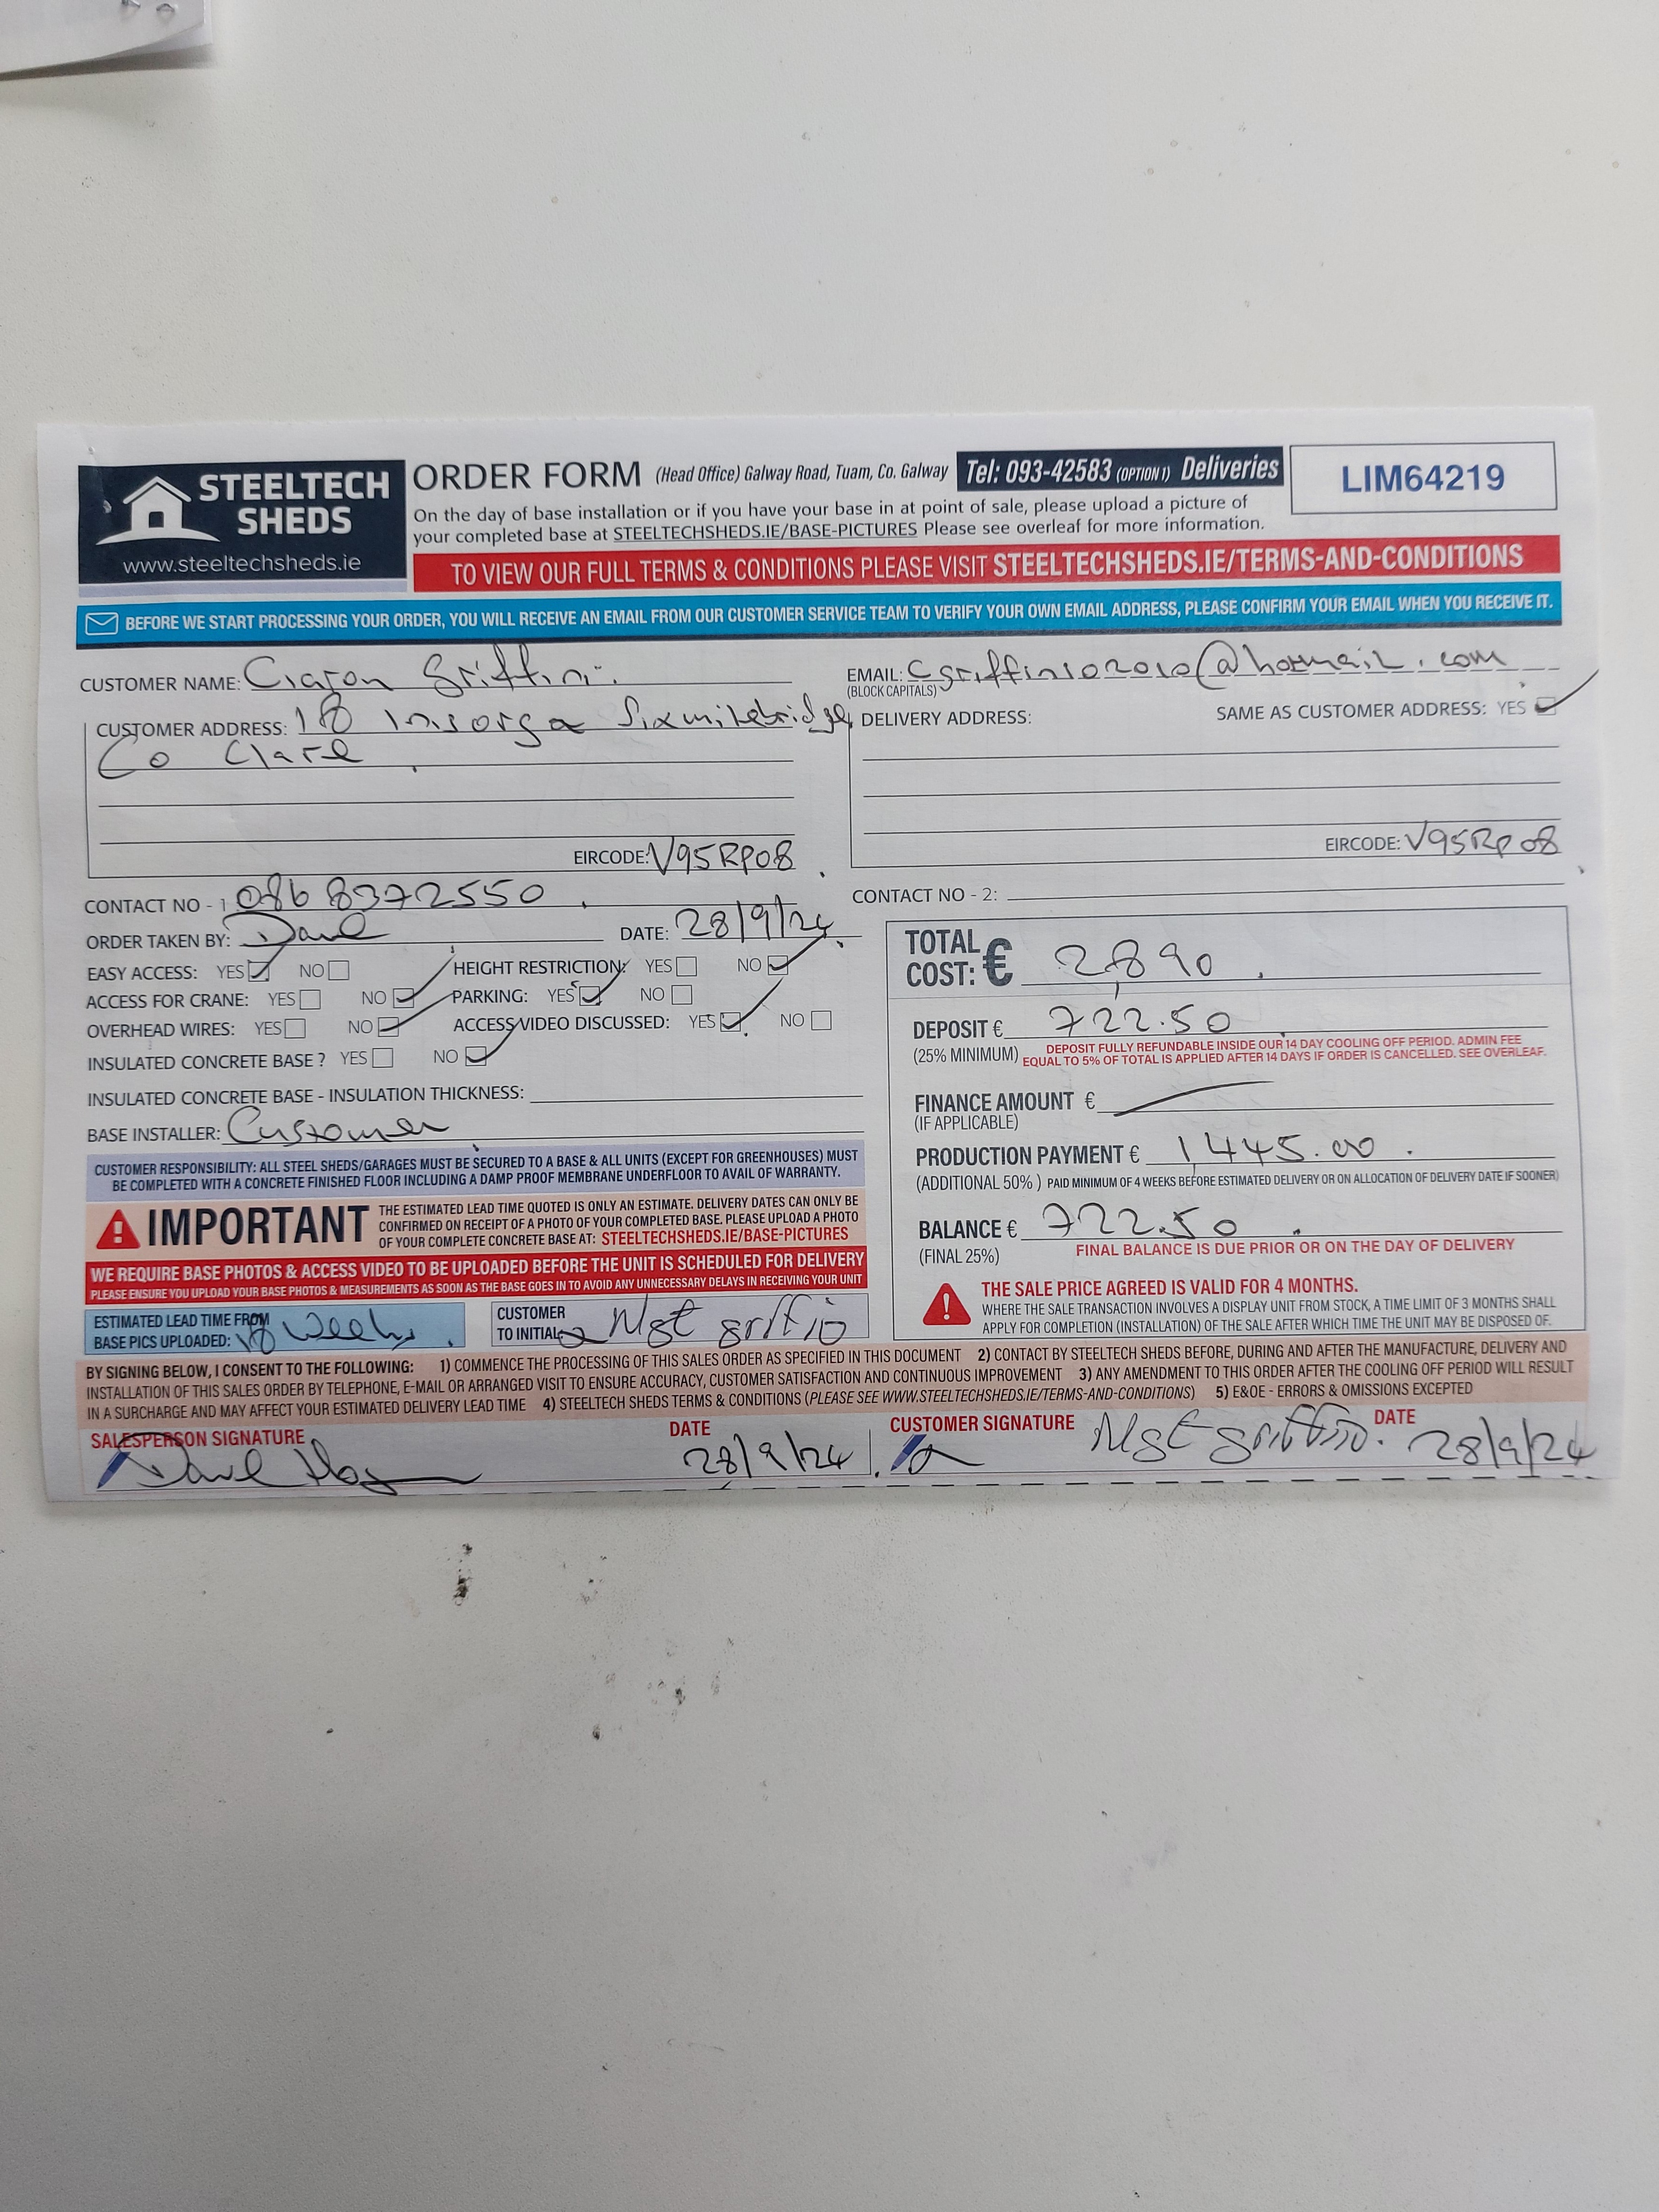 STEELTECH SHEDS
www.steeltechsheds.ie
ORDER FORM (Head Office) Galway Road, Tuam, Co. Galway Tel: 093-42583 (OPTION 1) Deliveries
LIM64219
On the day of base installation or if you have your base in at point of sale, please upload a picture of
your completed base at STEELTECHSHEDS.IE/BASE-PICTURES Please see overleaf for more information.
TO VIEW OUR FULL TERMS & CONDITIONS PLEASE VISIT STEELTECHSHEDS.IE/TERMS-AND-CONDITIONS
BEFORE WE START PROCESSING YOUR ORDER, YOU WILL RECEIVE AN EMAIL FROM OUR CUSTOMER SERVICE TEAM TO VERIFY YOUR OWN EMAIL ADDRESS, PLEASE CONFIRM YOUR EMAIL WHEN YOU RECEIVE IT.
CUSTOMER NAME: Ciaran Griffin
EMAIL: Cgriffin102010@hotmail.com
(BLOCK CAPITALS)
CUSTOMER ADDRESS: 18 Inisorga Sixmilebridge,
Co Clare
EIRCODE: V95RP08
DELIVERY ADDRESS: SAME AS CUSTOMER ADDRESS: YES
EIRCODE: V95RP08
CONTACT NO - 1 086 8372550
CONTACT NO - 2:
ORDER TAKEN BY: Dave DATE: 28/9/24
EASY ACCESS: YES NO HEIGHT RESTRICTION: YES NO
ACCESS FOR CRANE: YES NO PARKING: YES NO
OVERHEAD WIRES: YES NO ACCESS VIDEO DISCUSSED: YES NO
INSULATED CONCRETE BASE ? YES NO
INSULATED CONCRETE BASE - INSULATION THICKNESS:
BASE INSTALLER: Customer
CUSTOMER RESPONSIBILITY: ALL STEEL SHEDS/GARAGES MUST BE SECURED TO A BASE & ALL UNITS (EXCEPT FOR GREENHOUSES) MUST
BE COMPLETED WITH A CONCRETE FINISHED FLOOR INCLUDING A DAMP PROOF MEMBRANE UNDERFLOOR TO AVAIL OF WARRANTY.
IMPORTANT
THE ESTIMATED LEAD TIME QUOTED IS ONLY AN ESTIMATE. DELIVERY DATES CAN ONLY BE
CONFIRMED ON RECEIPT OF A PHOTO OF YOUR COMPLETED BASE. PLEASE UPLOAD A PHOTO
OF YOUR COMPLETE CONCRETE BASE AT: STEELTECHSHEDS.IE/BASE-PICTURES
WE REQUIRE BASE PHOTOS & ACCESS VIDEO TO BE UPLOADED BEFORE THE UNIT IS SCHEDULED FOR DELIVERY
PLEASE ENSURE YOU UPLOAD YOUR BASE PHOTOS & MEASUREMENTS AS SOON AS THE BASE GOES IN TO AVOID ANY UNNECESSARY DELAYS IN RECEIVING YOUR UNIT
ESTIMATED LEAD TIME FROM
BASE PICS UPLOADED: Weeks
CUSTOMER
TO INITIAL Mgt griffin
TOTAL COST: € 2,890
DEPOSIT € 722.50
(25% MINIMUM) DEPOSIT FULLY REFUNDABLE INSIDE OUR 14 DAY COOLING OFF PERIOD. ADMIN FEE
EQUAL TO 5% OF TOTAL IS APPLIED AFTER 14 DAYS IF ORDER IS CANCELLED. SEE OVERLEAF.
FINANCE AMOUNT €
(IF APPLICABLE)
PRODUCTION PAYMENT € 1445.00
(ADDITIONAL 50% ) PAID MINIMUM OF 4 WEEKS BEFORE ESTIMATED DELIVERY OR ON ALLOCATION OF DELIVERY DATE IF SOONER)
BALANCE € 722.50
(FINAL 25%) FINAL BALANCE IS DUE PRIOR OR ON THE DAY OF DELIVERY
THE SALE PRICE AGREED IS VALID FOR 4 MONTHS.
WHERE THE SALE TRANSACTION INVOLVES A DISPLAY UNIT FROM STOCK, A TIME LIMIT OF 3 MONTHS SHALL
APPLY FOR COMPLETION (INSTALLATION) OF THE SALE AFTER WHICH TIME THE UNIT MAY BE DISPOSED OF.
BY SIGNING BELOW, I CONSENT TO THE FOLLOWING: 1) COMMENCE THE PROCESSING OF THIS SALES ORDER AS SPECIFIED IN THIS DOCUMENT 2) CONTACT BY STEELTECH SHEDS BEFORE, DURING AND AFTER THE MANUFACTURE, DELIVERY AND
INSTALLATION OF THIS SALES ORDER BY TELEPHONE, E-MAIL OR ARRANGED VISIT TO ENSURE ACCURACY, CUSTOMER SATISFACTION AND CONTINUOUS IMPROVEMENT 3) ANY AMENDMENT TO THIS ORDER AFTER THE COOLING OFF PERIOD WILL RESULT
IN A SURCHARGE AND MAY AFFECT YOUR ESTIMATED DELIVERY LEAD TIME 4) STEELTECH SHEDS TERMS & CONDITIONS (PLEASE SEE WWW.STEELTECHSHEDS.IE/TERMS-AND-CONDITIONS) 5) E&OE - ERRORS & OMISSIONS EXCEPTED
SALESPERSON SIGNATURE DATE CUSTOMER SIGNATURE DATE
28/9/24 Mgt griffin. 28/9/24